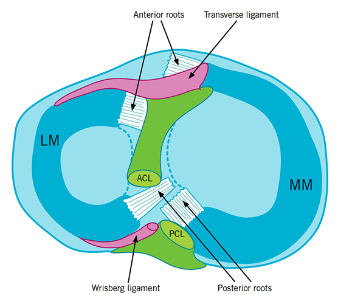 Anterior roots
Transverse ligament
LM
MM
ACL
PCL
Wrisberg ligament
Posterior roots